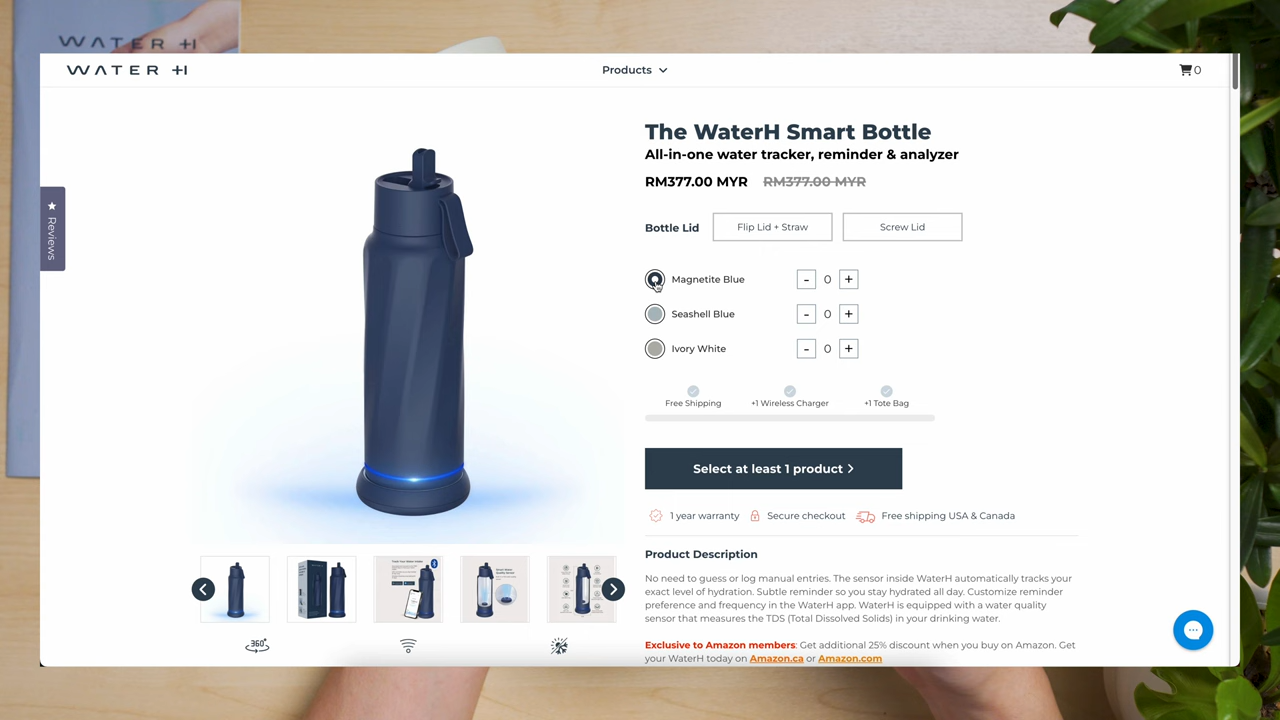 WATER H
WATER H
Products
0
Reviews
The WaterH Smart Bottle
All-in-one water tracker, reminder & analyzer
RM377.00 MYR RM377.00 MYR
Bottle Lid Flip Lid + Straw Screw Lid
Magnetite Blue - 0 +
Seashell Blue - 0 +
Ivory White - 0 +
Free Shipping +1 Wireless Charger +1 Tote Bag
Select at least 1 product
1 year warranty Secure checkout Free shipping USA & Canada
Product Description
No need to guess or log manual entries. The sensor inside WaterH automatically tracks your
exact level of hydration. Subtle reminder so you stay hydrated all day. Customize reminder
preference and frequency in the WaterH app. WaterH is equipped with a water quality
sensor that measures the TDS (Total Dissolved Solids) in your drinking water.
Exclusive to Amazon members: Get additional 25% discount when you buy on Amazon. Get
your WaterH today on Amazon.ca or Amazon.com
360°